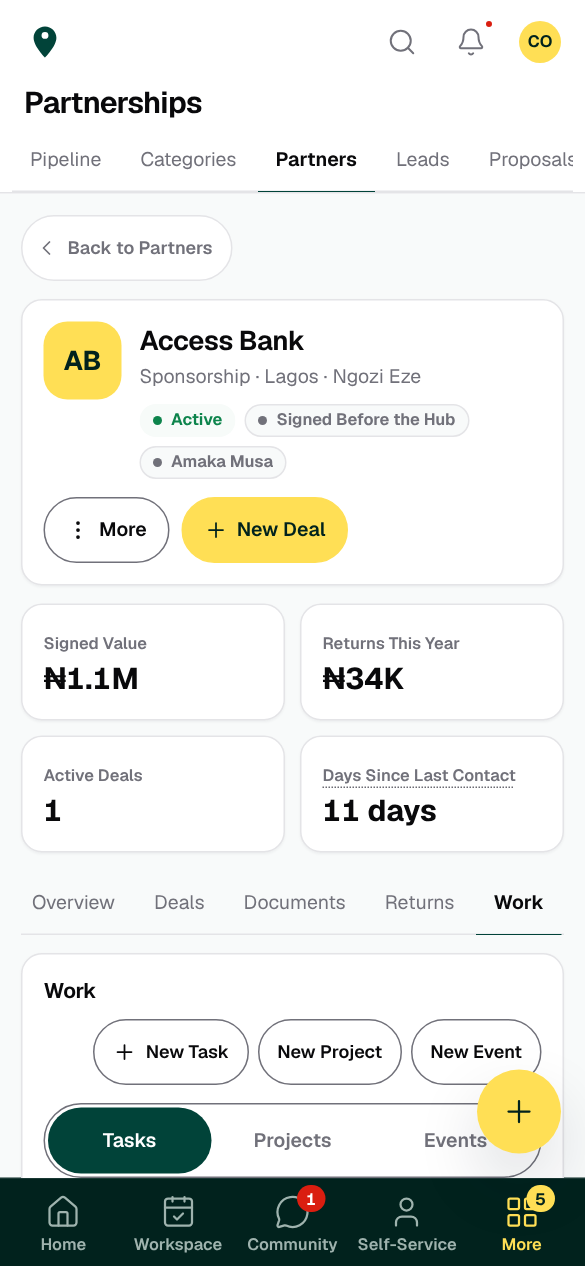 CO
Partnerships
Pipeline Categories Partners Leads Proposals
Back to Partners
AB
Access Bank
Sponsorship · Lagos · Ngozi Eze
Active Signed Before the Hub
Amaka Musa
More + New Deal
Signed Value
₦1.1M
Returns This Year
₦34K
Active Deals
1
Days Since Last Contact
11 days
Overview Deals Documents Returns Work
Work
+ New Task New Project New Event
+
Tasks Projects Events
1 5
Home Workspace Community Self-Service More